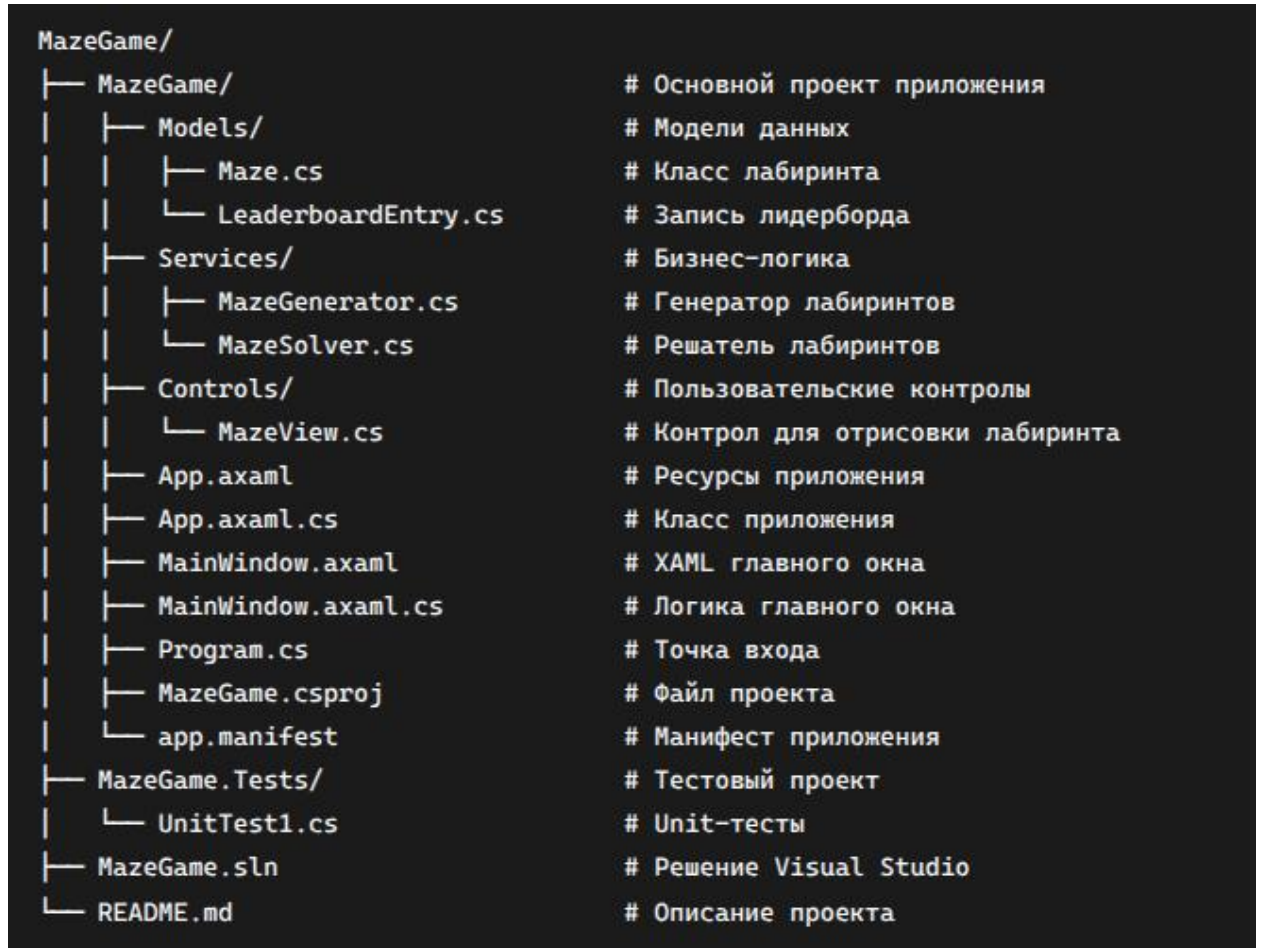 MazeGame/
├── MazeGame/                          # Основной проект приложения
│   ├── Models/                        # Модели данных
│   │   ├── Maze.cs                    # Класс лабиринта
│   │   └── LeaderboardEntry.cs        # Запись лидерборда
│   ├── Services/                      # Бизнес-логика
│   │   ├── MazeGenerator.cs           # Генератор лабиринтов
│   │   └── MazeSolver.cs              # Решатель лабиринтов
│   ├── Controls/                      # Пользовательские контролы
│   │   └── MazeView.cs                # Контрол для отрисовки лабиринта
│   ├── App.axaml                      # Ресурсы приложения
│   ├── App.axaml.cs                   # Класс приложения
│   ├── MainWindow.axaml               # XAML главного окна
│   ├── MainWindow.axaml.cs            # Логика главного окна
│   ├── Program.cs                     # Точка входа
│   ├── MazeGame.csproj                # Файл проекта
│   └── app.manifest                   # Манифест приложения
├── MazeGame.Tests/                    # Тестовый проект
│   └── UnitTest1.cs                   # Unit-тесты
├── MazeGame.sln                       # Решение Visual Studio
└── README.md                          # Описание проекта